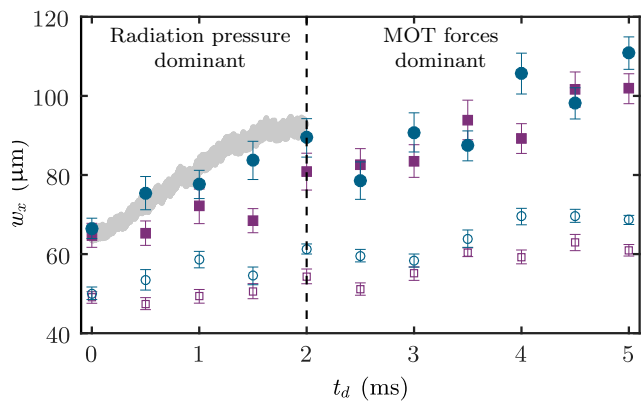 120
100
80
60
40
w_x (μm)
Radiation pressure
dominant
MOT forces
dominant
0
1
2
3
4
5
t_d (ms)